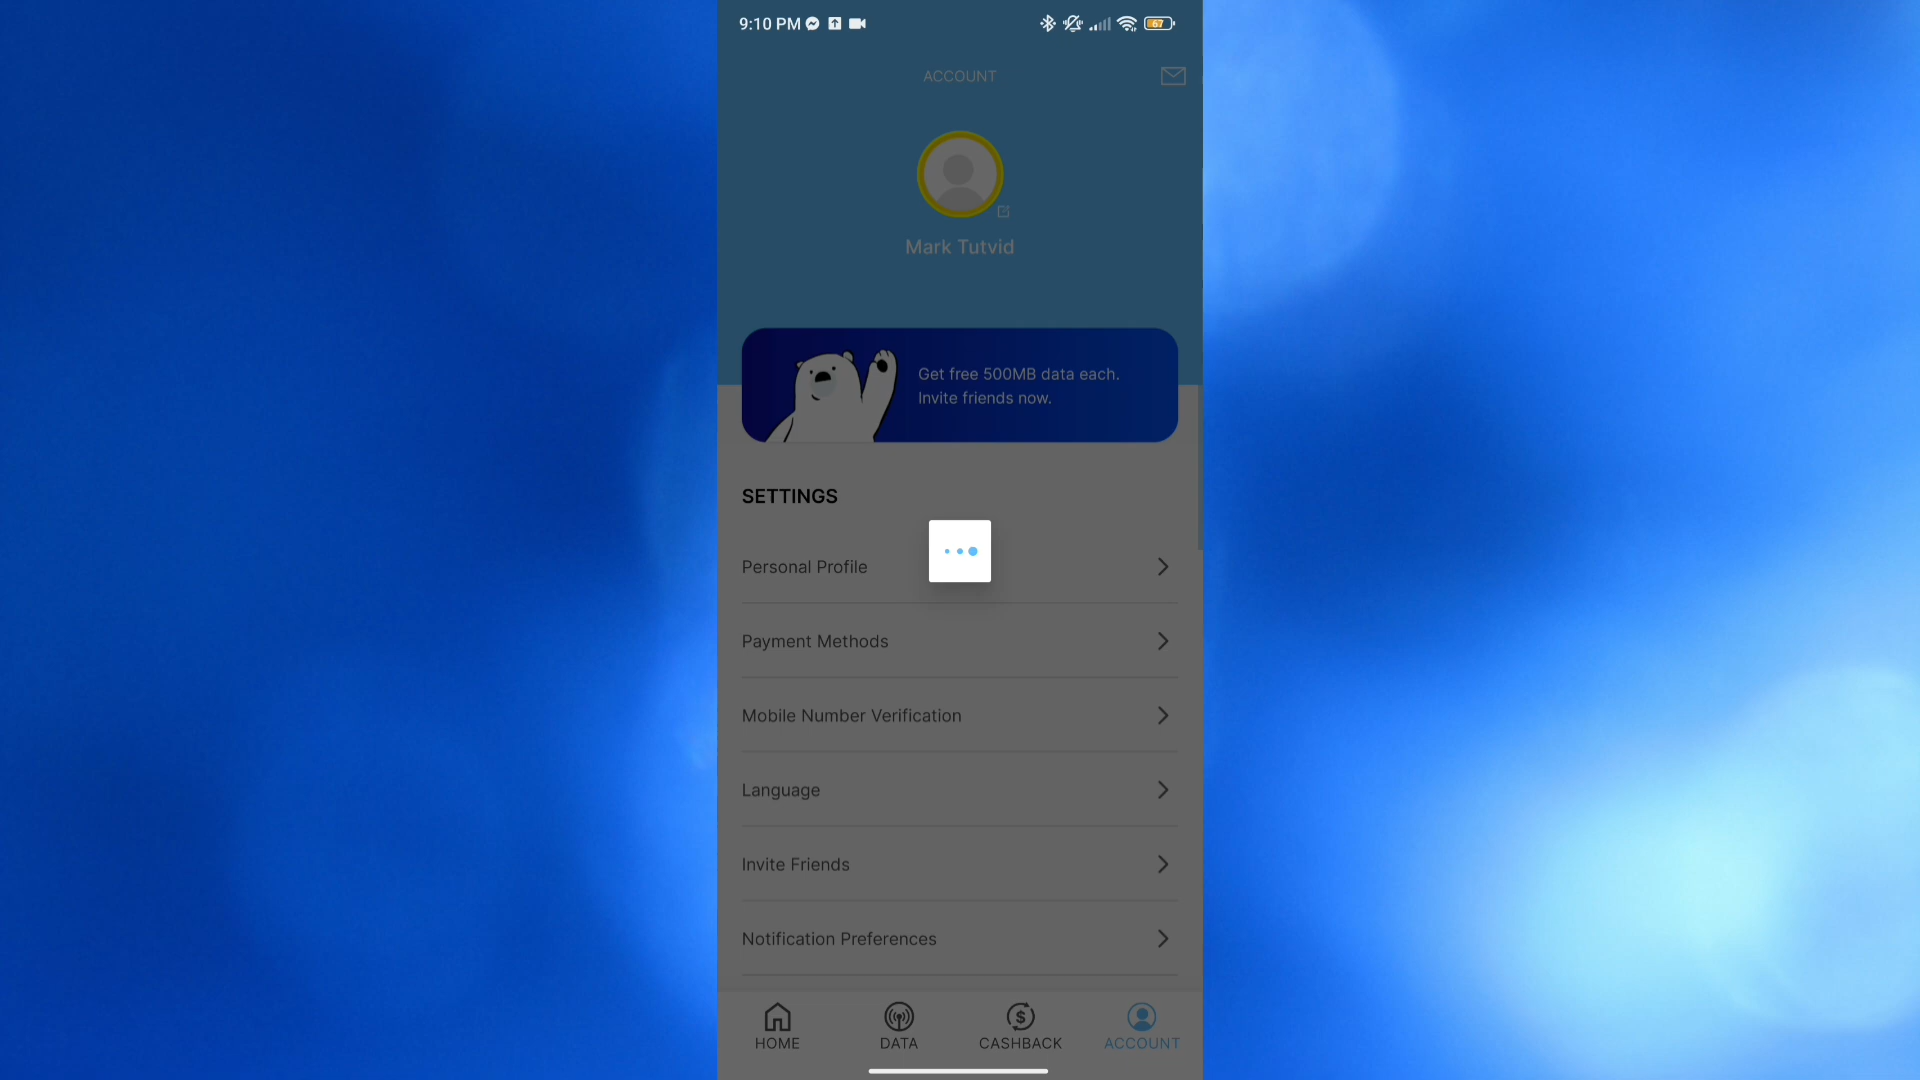 9:10 PM
67
ACCOUNT
Mark Tutvid
Get free 500MB data each.
Invite friends now.
SETTINGS
Personal Profile
Payment Methods
Mobile Number Verification
Language
Invite Friends
Notification Preferences
HOME
DATA
CASHBACK
ACCOUNT